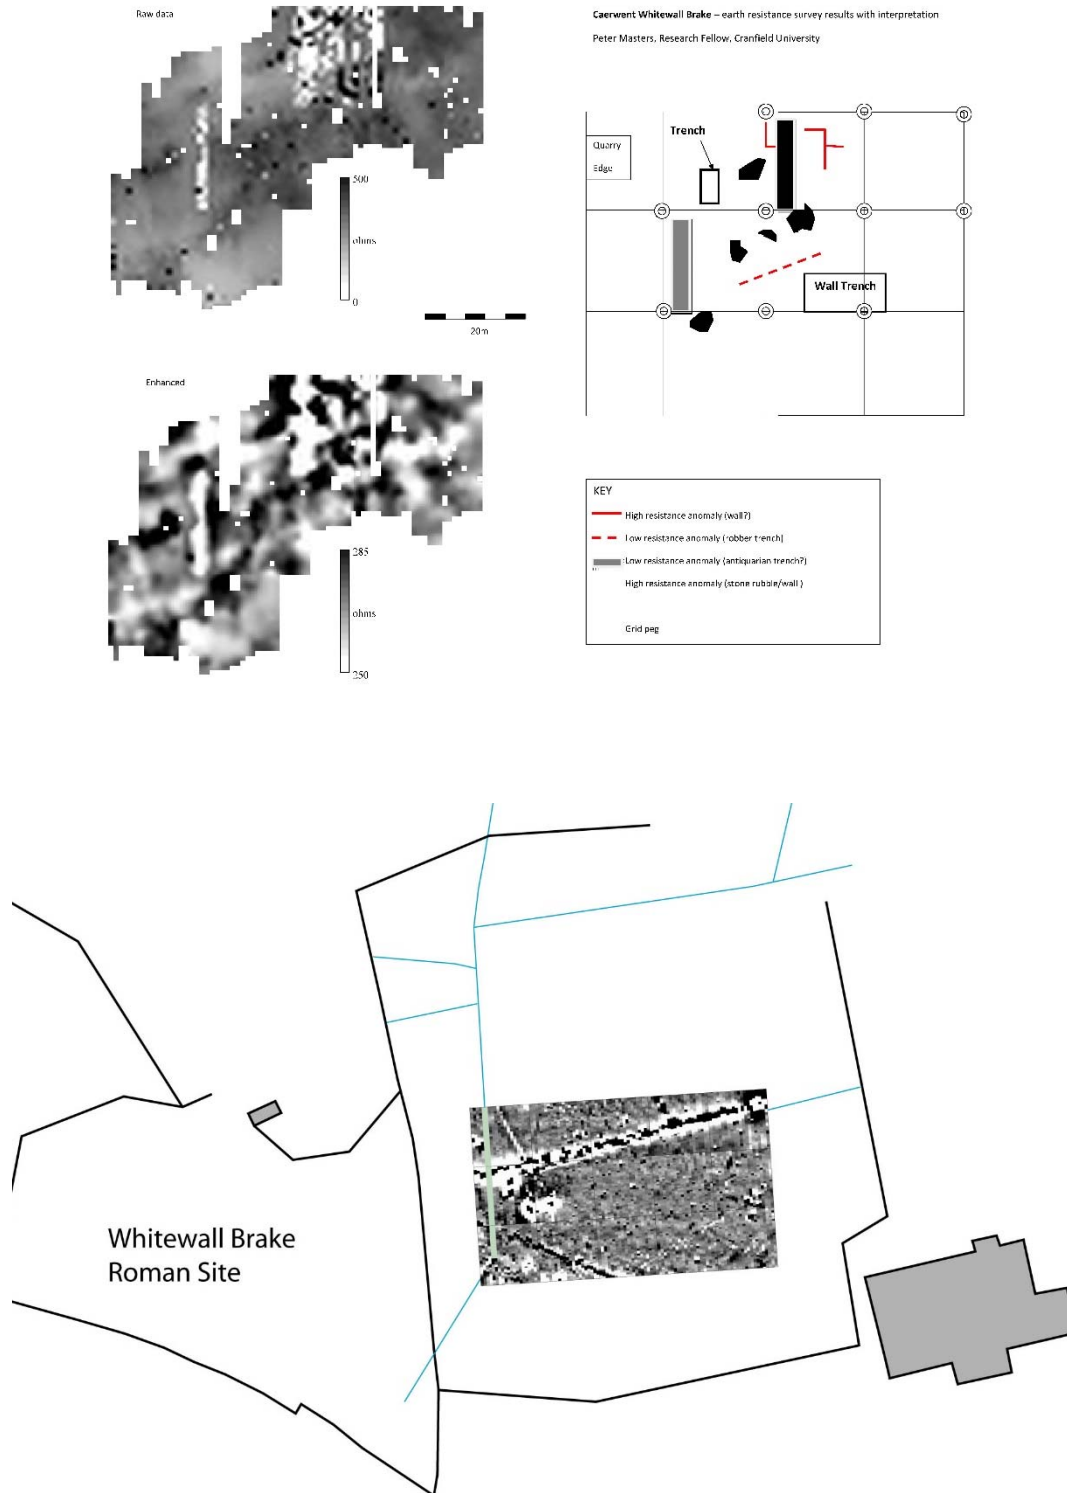 Raw data
500
ohms
0
20m
Enhanced
285
ohms
250
Caerwent Whitewall Brake – earth resistance survey results with interpretation
Peter Masters, Research Fellow, Cranfield University
Quarry
Edge
Trench
Wall Trench
KEY
High resistance anomaly (wall?)
Low resistance anomaly (robber trench)
Low resistance anomaly (antiquarian trench?)
High resistance anomaly (stone rubble/wall )
Grid peg
Whitewall Brake
Roman Site